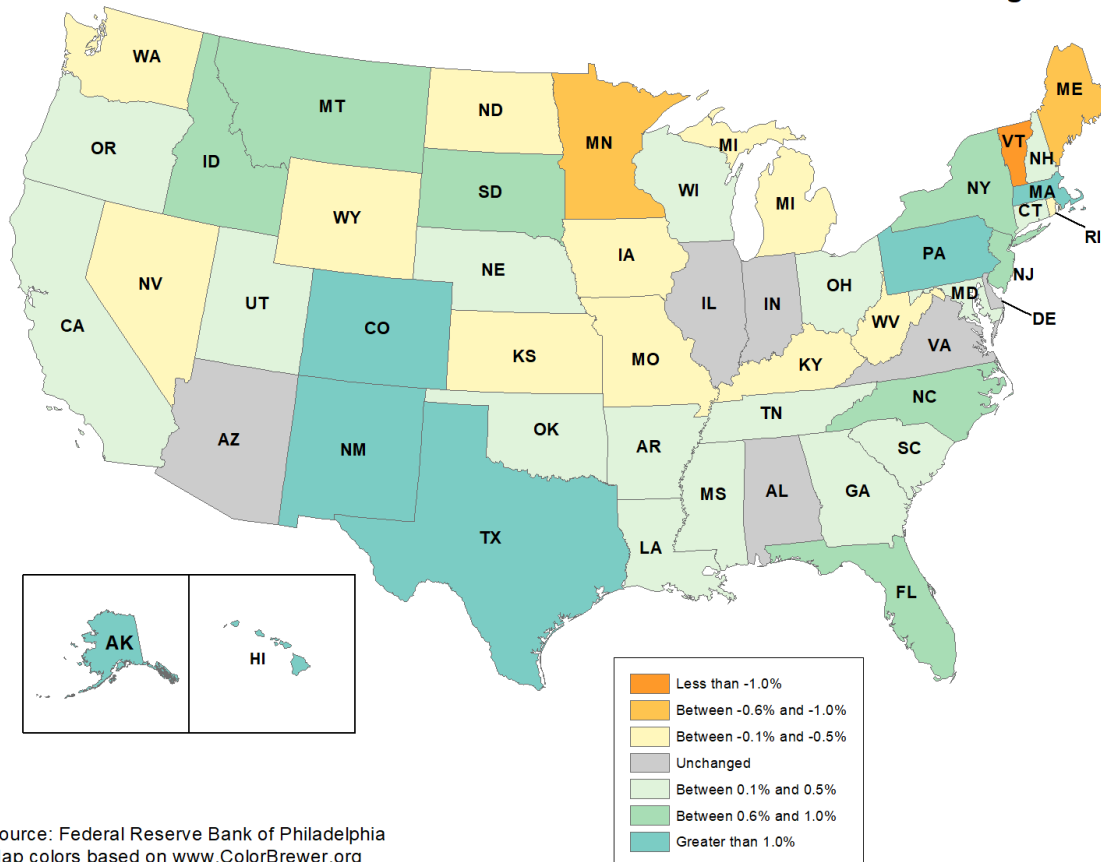 WA
MT
ND
MN
ME
VT
NH
OR
ID
SD
WI
MI
NY
MA
CT
RI
WY
MI
IA
NE
PA
NJ
NV
UT
CO
IL
IN
OH
MD
DE
CA
KS
MO
WV
VA
KY
AZ
NM
OK
AR
TN
NC
SC
MS
AL
GA
TX
LA
FL
AK
HI
Less than -1.0%
Between -0.6% and -1.0%
Between -0.1% and -0.5%
Unchanged
Between 0.1% and 0.5%
Between 0.6% and 1.0%
Greater than 1.0%
ource: Federal Reserve Bank of Philadelphia
ap colors based on www.ColorBrewer.org